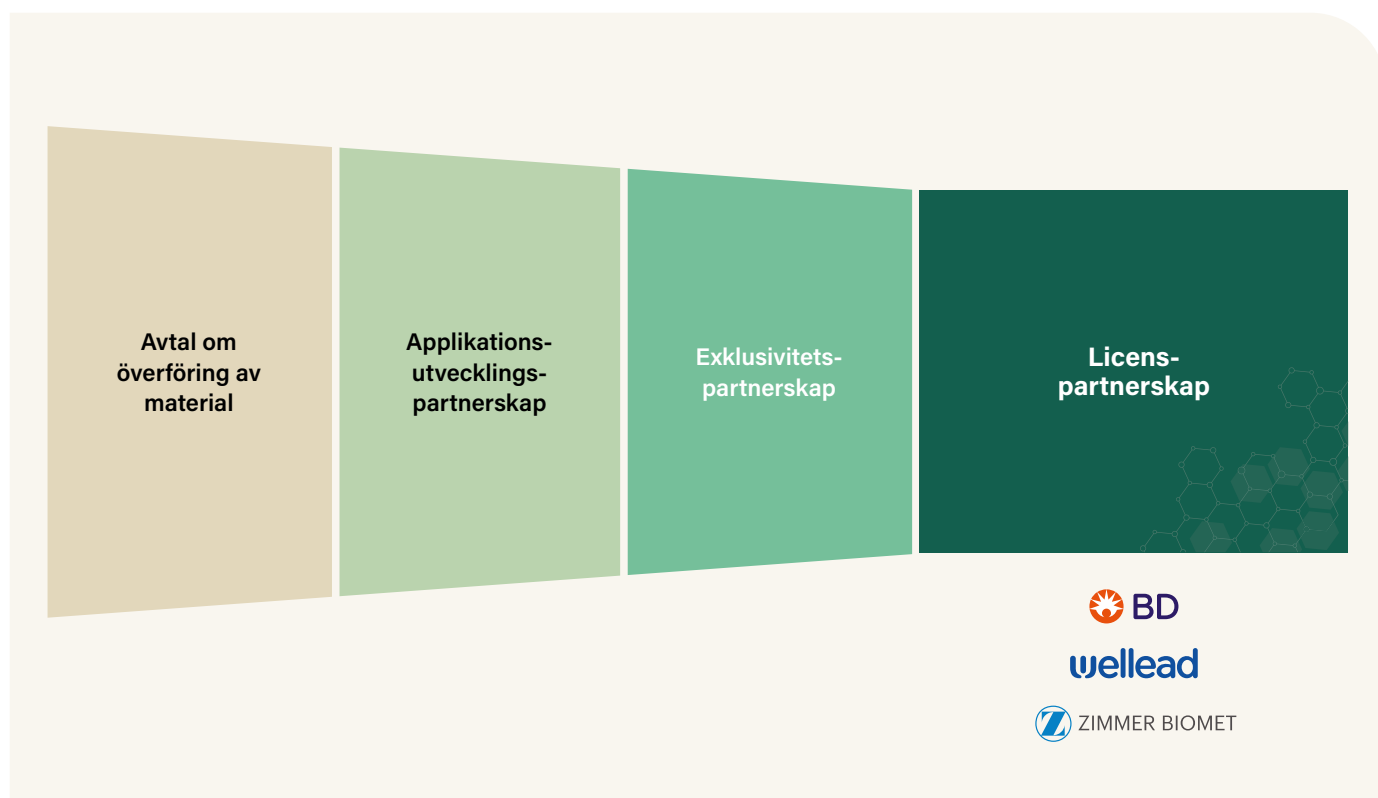 Avtal om
överföring av
material
Applikations-
utvecklings-
partnerskap
Exklusivitets-
partnerskap
Licens-
partnerskap
BD
wellead
ZIMMER BIOMET